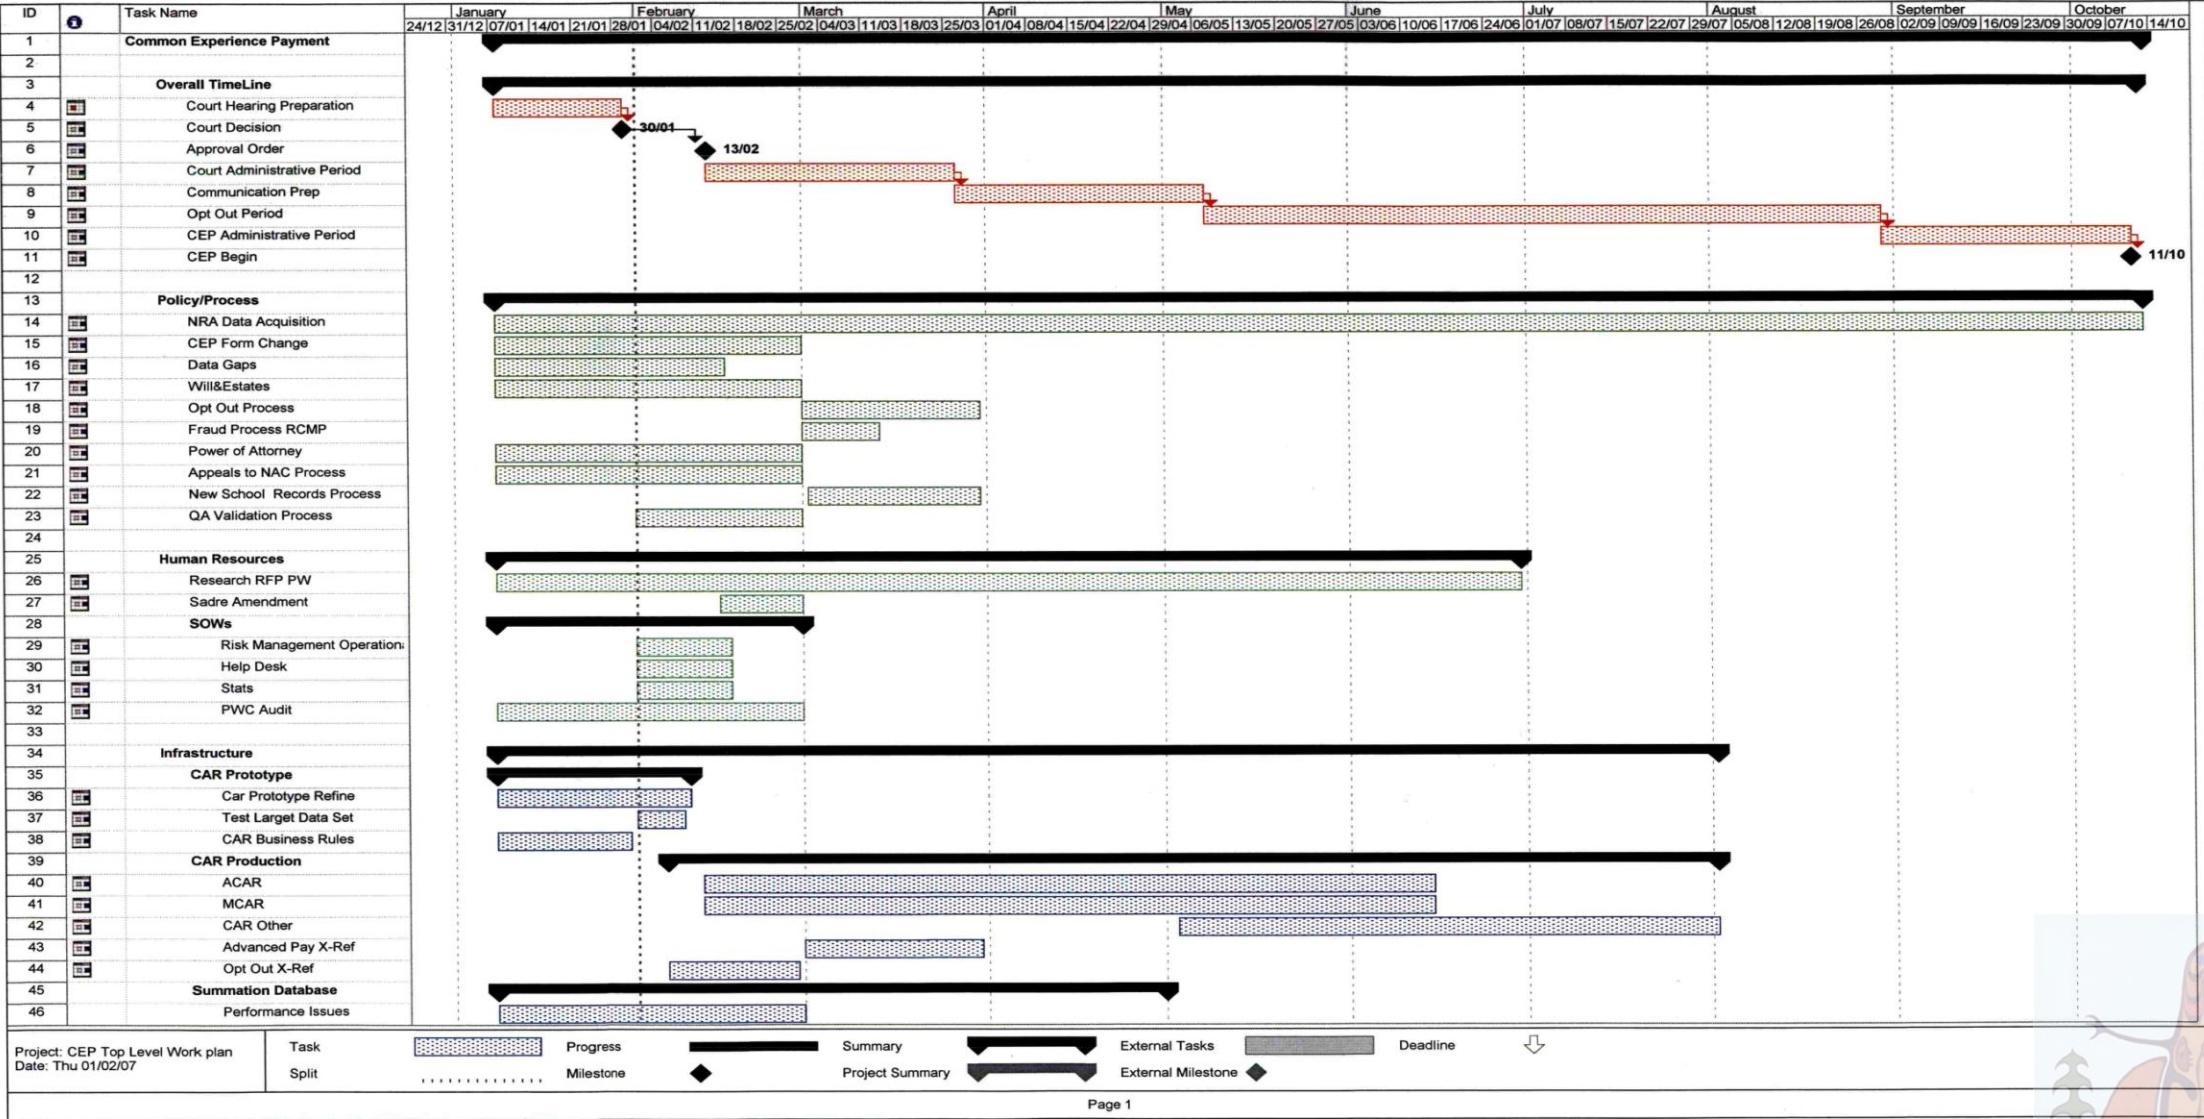 ID Task Name January February March April May June July August September October
24/12 31/12 07/01 14/01 21/01 28/01 04/02 11/02 18/02 25/02 04/03 11/03 18/03 25/03 01/04 08/04 15/04 22/04 29/04 06/05 13/05 20/05 27/05 03/06 10/06 17/06 24/06 01/07 08/07 15/07 22/07 29/07 05/08 12/08 19/08 26/08 02/09 09/09 16/09 23/09 30/09 07/10 14/10
1 Common Experience Payment
2
3 Overall TimeLine
4 Court Hearing Preparation
5 Court Decision 30/01
6 Approval Order 13/02
7 Court Administrative Period
8 Communication Prep
9 Opt Out Period
10 CEP Administrative Period
11 CEP Begin 11/10
12
13 Policy/Process
14 NRA Data Acquisition
15 CEP Form Change
16 Data Gaps
17 Will&Estates
18 Opt Out Process
19 Fraud Process RCMP
20 Power of Attorney
21 Appeals to NAC Process
22 New School Records Process
23 QA Validation Process
24
25 Human Resources
26 Research RFP PW
27 Sadre Amendment
28 SOWs
29 Risk Management Operation
30 Help Desk
31 Stats
32 PWC Audit
33
34 Infrastructure
35 CAR Prototype
36 Car Prototype Refine
37 Test Larget Data Set
38 CAR Business Rules
39 CAR Production
40 ACAR
41 MCAR
42 CAR Other
43 Advanced Pay X-Ref
44 Opt Out X-Ref
45 Summation Database
46 Performance Issues
Project: CEP Top Level Work plan
Date: Thu 01/02/07
Task Progress Summary External Tasks Deadline
Split Milestone Project Summary External Milestone
Page 1